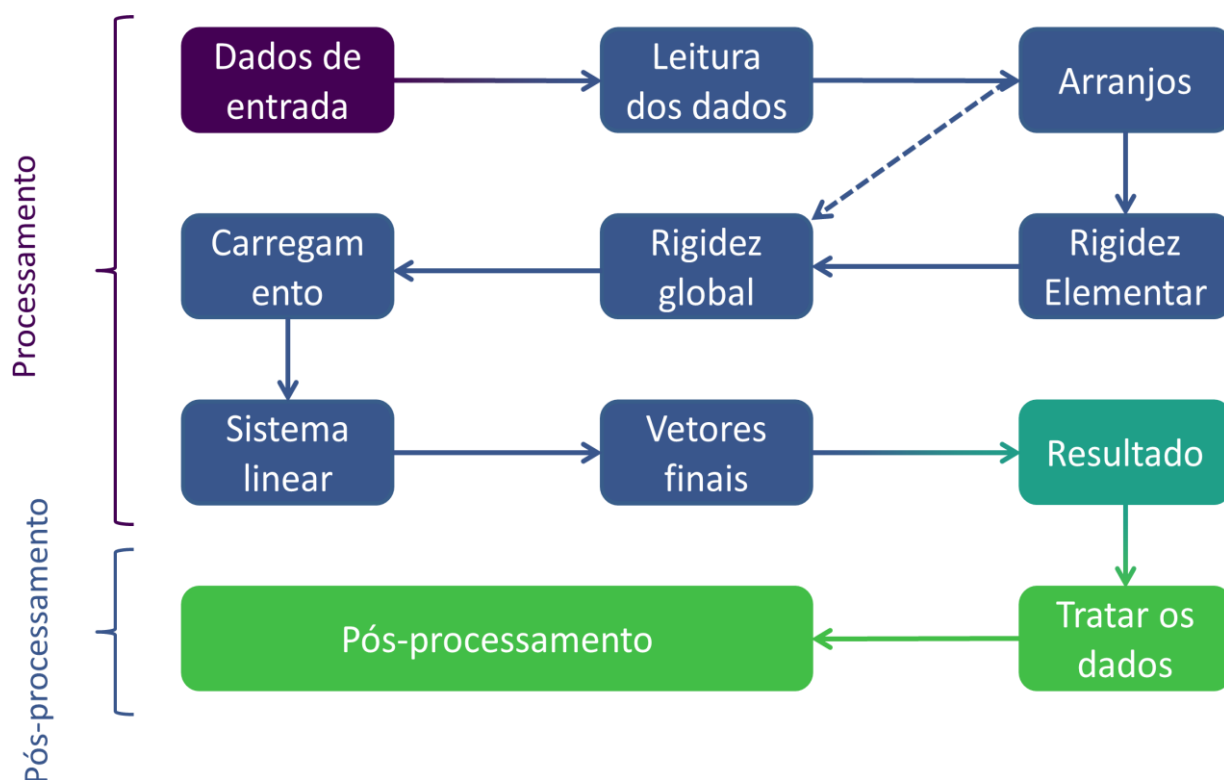 Processamento
Dados de
entrada
Leitura
dos dados
Arranjos
Carregam
ento
Rigidez
global
Rigidez
Elementar
Sistema
linear
Vetores
finais
Resultado
Pós-processamento
Pós-processamento
Tratar os
dados